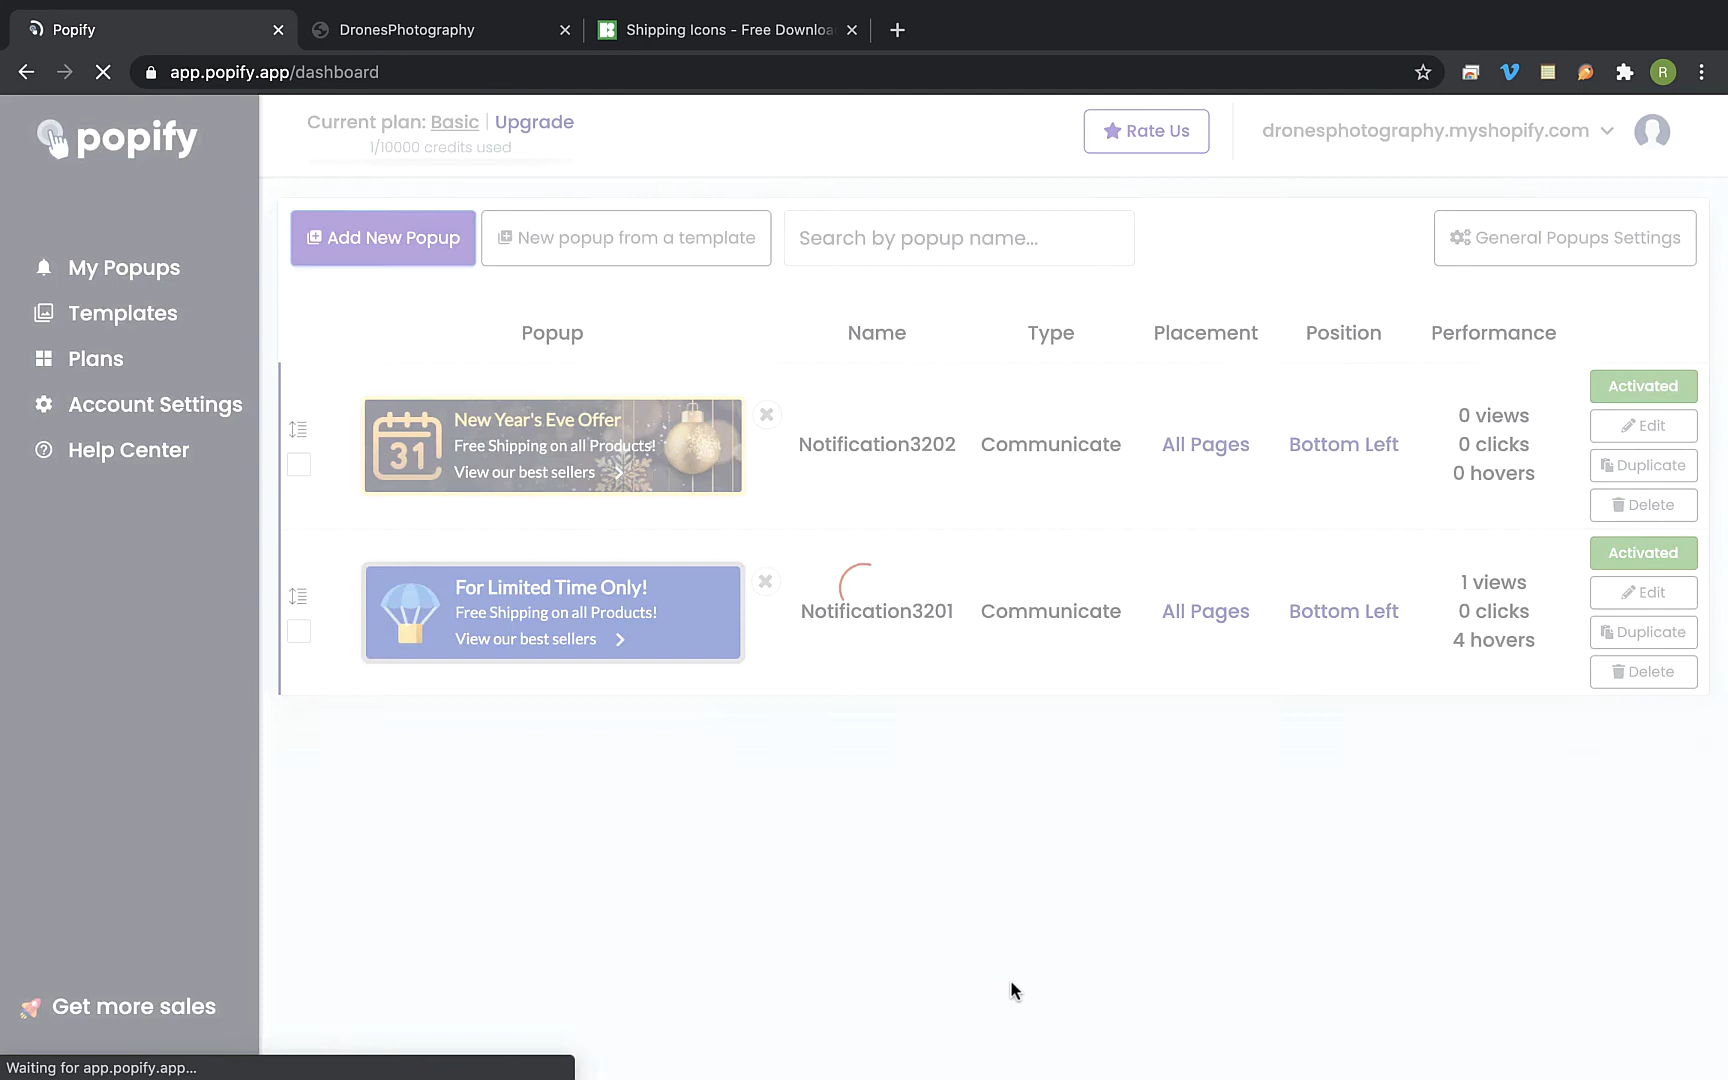 Popify
DronesPhotography
Shipping Icons - Free Downloa
app.popify.app/dashboard
R
popify
Current plan: Basic | Upgrade
1/10000 credits used
Rate Us
dronesphotography.myshopify.com
My Popups
Templates
Plans
Account Settings
Help Center
Get more sales
Add New Popup
New popup from a template
Search by popup name...
General Popups Settings
Popup Name Type Placement Position Performance
31
New Year's Eve Offer
Free Shipping on all Products!
View our best sellers
Notification3202 Communicate All Pages Bottom Left
0 views
0 clicks
0 hovers
Activated
Edit
Duplicate
Delete
For Limited Time Only!
Free Shipping on all Products!
View our best sellers
Notification3201 Communicate All Pages Bottom Left
1 views
0 clicks
4 hovers
Activated
Edit
Duplicate
Delete
Waiting for app.popify.app...